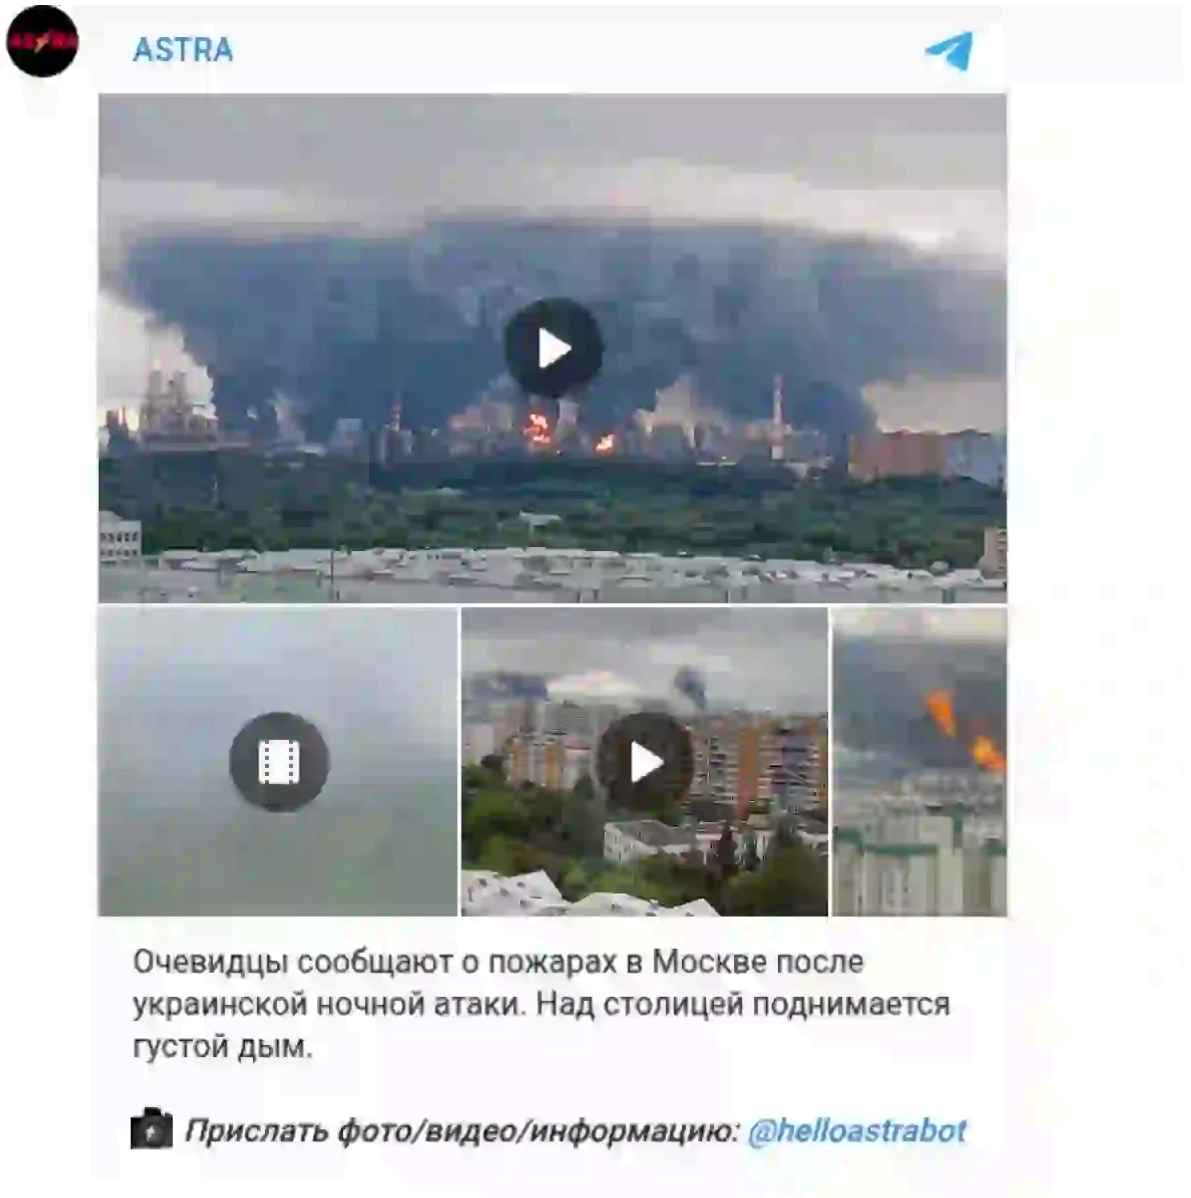 ASTRA
ASTRA
Очевидцы сообщают о пожарах в Москве после
украинской ночной атаки. Над столицей поднимается
густой дым.
Прислать фото/видео/информацию: @helloastrabot